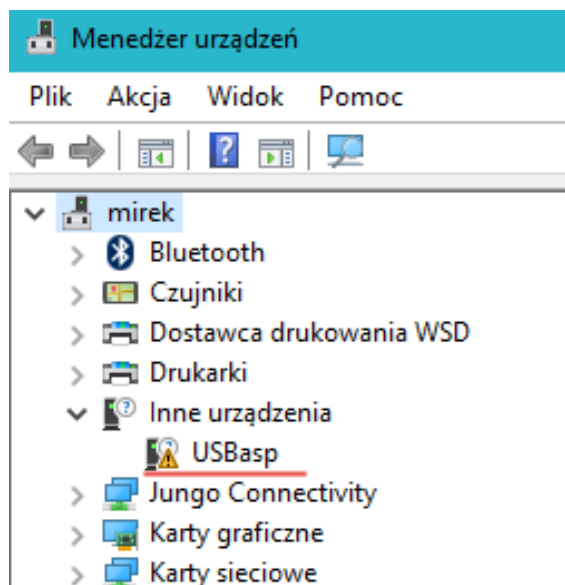 Menedżer urządzeń
Plik Akcja Widok Pomoc
mirek
Bluetooth
Czujniki
Dostawca drukowania WSD
Drukarki
Inne urządzenia
USBasp
Jungo Connectivity
Karty graficzne
Karty sieciowe